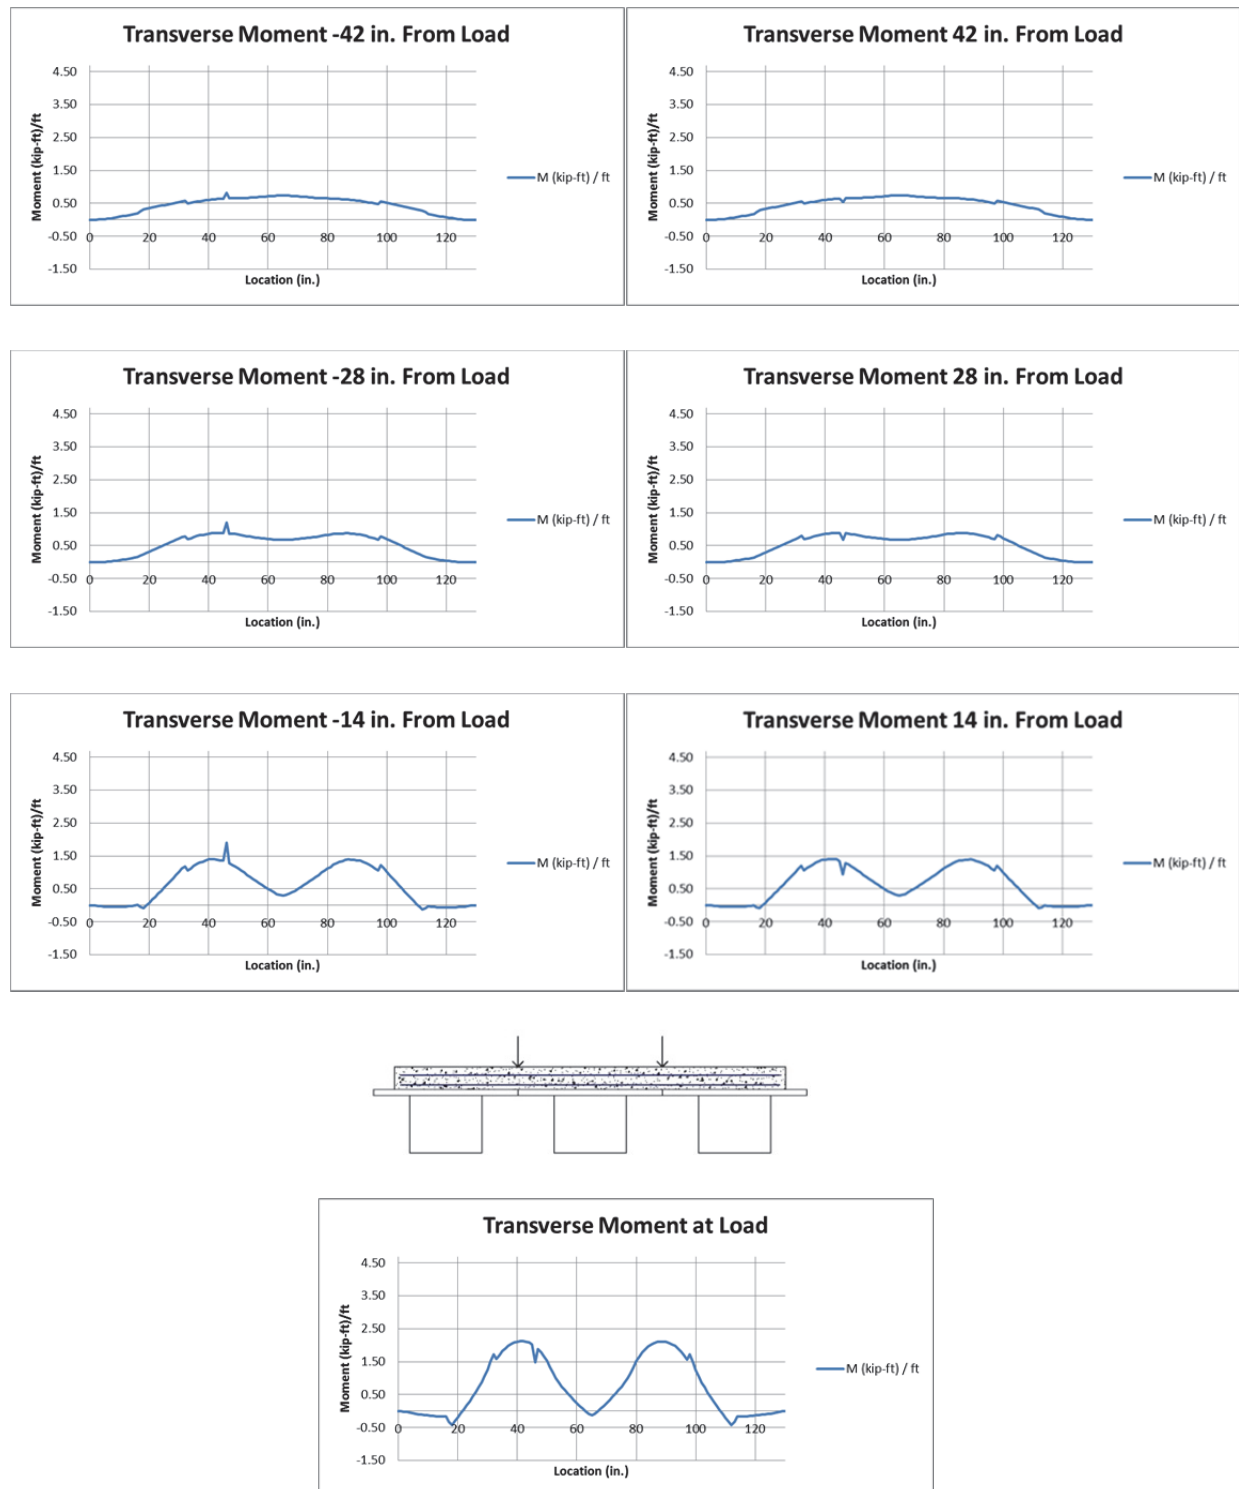 Transverse Moment -42 in. From Load
4.50
3.50
2.50
1.50
0.50
-0.50
-1.50
0 20 40 60 80 100 120
Moment (kip-ft)/ft
Location (in.)
M (kip-ft) / ft
Transverse Moment 42 in. From Load
4.50
3.50
2.50
1.50
0.50
-0.50
-1.50
0 20 40 60 80 100 120
Moment (kip-ft)/ft
Location (in.)
M (kip-ft) / ft
Transverse Moment -28 in. From Load
4.50
3.50
2.50
1.50
0.50
-0.50
-1.50
0 20 40 60 80 100 120
Moment (kip-ft)/ft
Location (in.)
M (kip-ft) / ft
Transverse Moment 28 in. From Load
4.50
3.50
2.50
1.50
0.50
-0.50
-1.50
0 20 40 60 80 100 120
Moment (kip-ft)/ft
Location (in.)
M (kip-ft) / ft
Transverse Moment -14 in. From Load
4.50
3.50
2.50
1.50
0.50
-0.50
-1.50
0 20 40 60 80 100 120
Moment (kip-ft)/ft
Location (in.)
M (kip-ft) / ft
Transverse Moment 14 in. From Load
4.50
3.50
2.50
1.50
0.50
-0.50
-1.50
0 20 40 60 80 100 120
Moment (kip-ft)/ft
Location (in.)
M (kip-ft) / ft
Transverse Moment at Load
4.50
3.50
2.50
1.50
0.50
-0.50
-1.50
0 20 40 60 80 100 120
Moment (kip-ft)/ft
Location (in.)
M (kip-ft) / ft